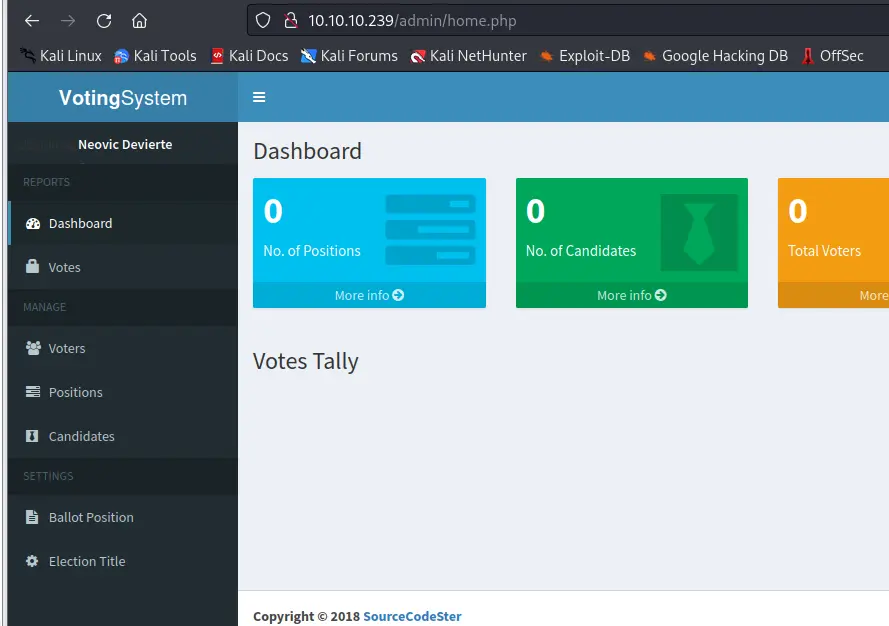 10.10.10.239/admin/home.php
Kali Linux Kali Tools Kali Docs Kali Forums Kali NetHunter Exploit-DB Google Hacking DB OffSec
VotingSystem
Neovic Devierte
REPORTS
Dashboard
Votes
MANAGE
Voters
Positions
Candidates
SETTINGS
Ballot Position
Election Title
Dashboard
0
No. of Positions
More info
0
No. of Candidates
More info
0
Total Voters
More
Votes Tally
Copyright © 2018 SourceCodeSter